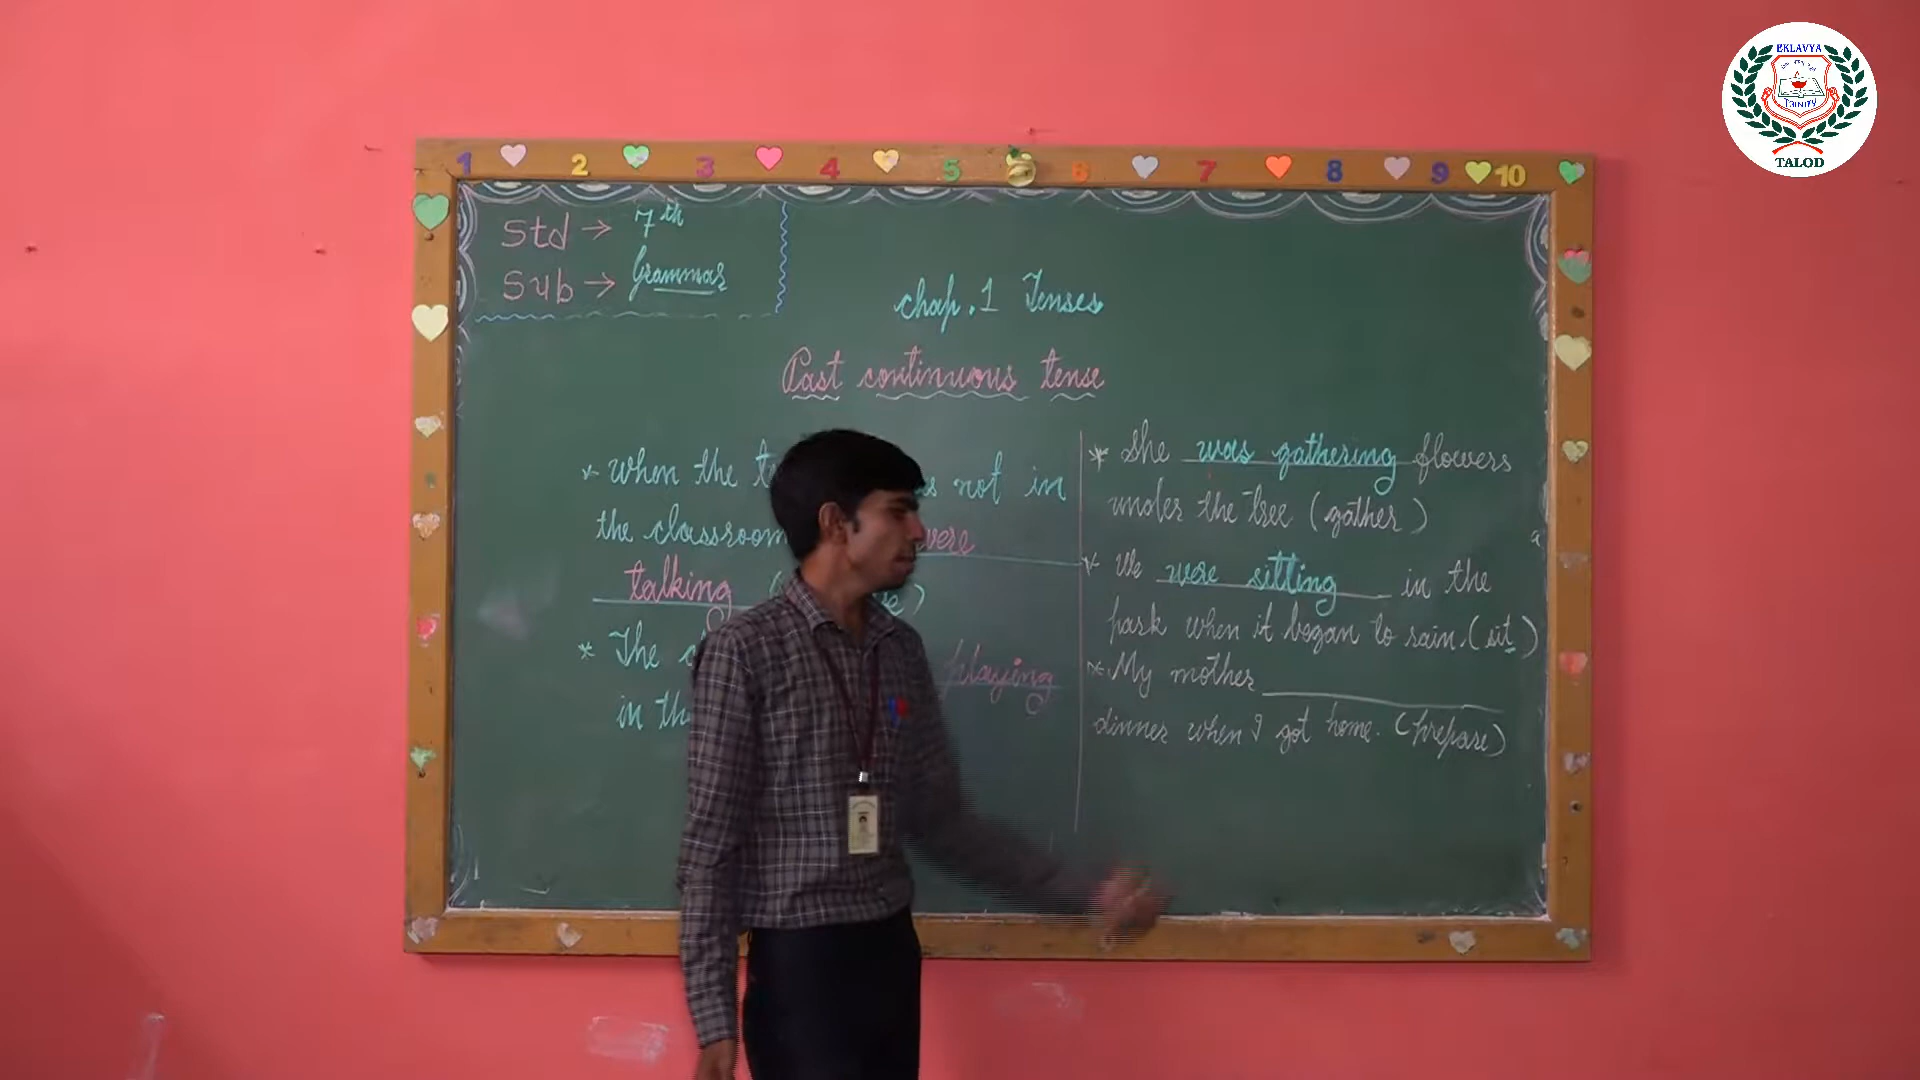 EKLAVYA
TRINITY
TALOD
1 2 3 4 5 6 7 8 9 10
Std → 7th
Sub → Grammar
chap. 1 Tenses
Past continuous tense
* When the not in
the classroom were
talking
* The playing
in
* She was gathering flowers
under the tree (gather)
* We were sitting in the
park when it began to rain. (sit)
* My mother
dinner when I got home. (prepare)